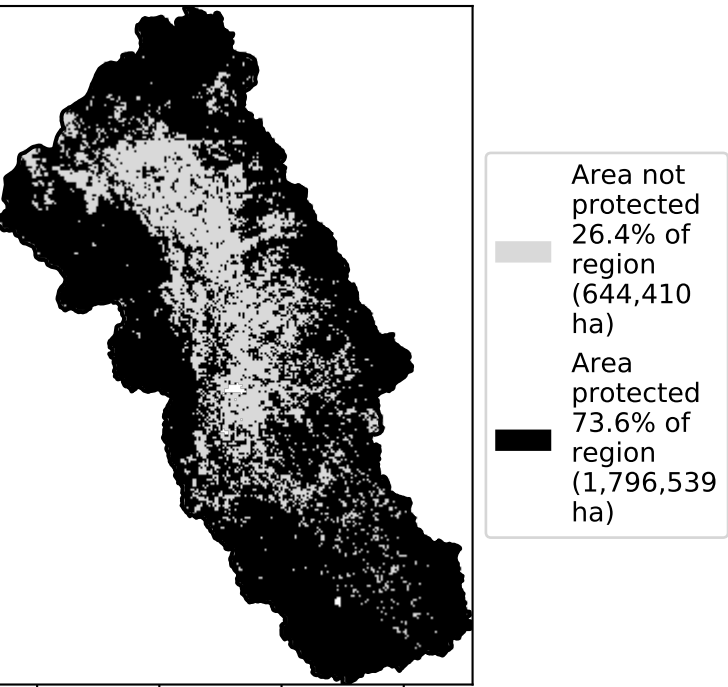 Area not
protected
26.4% of
region
(644,410
ha)
Area
protected
73.6% of
region
(1,796,539
ha)